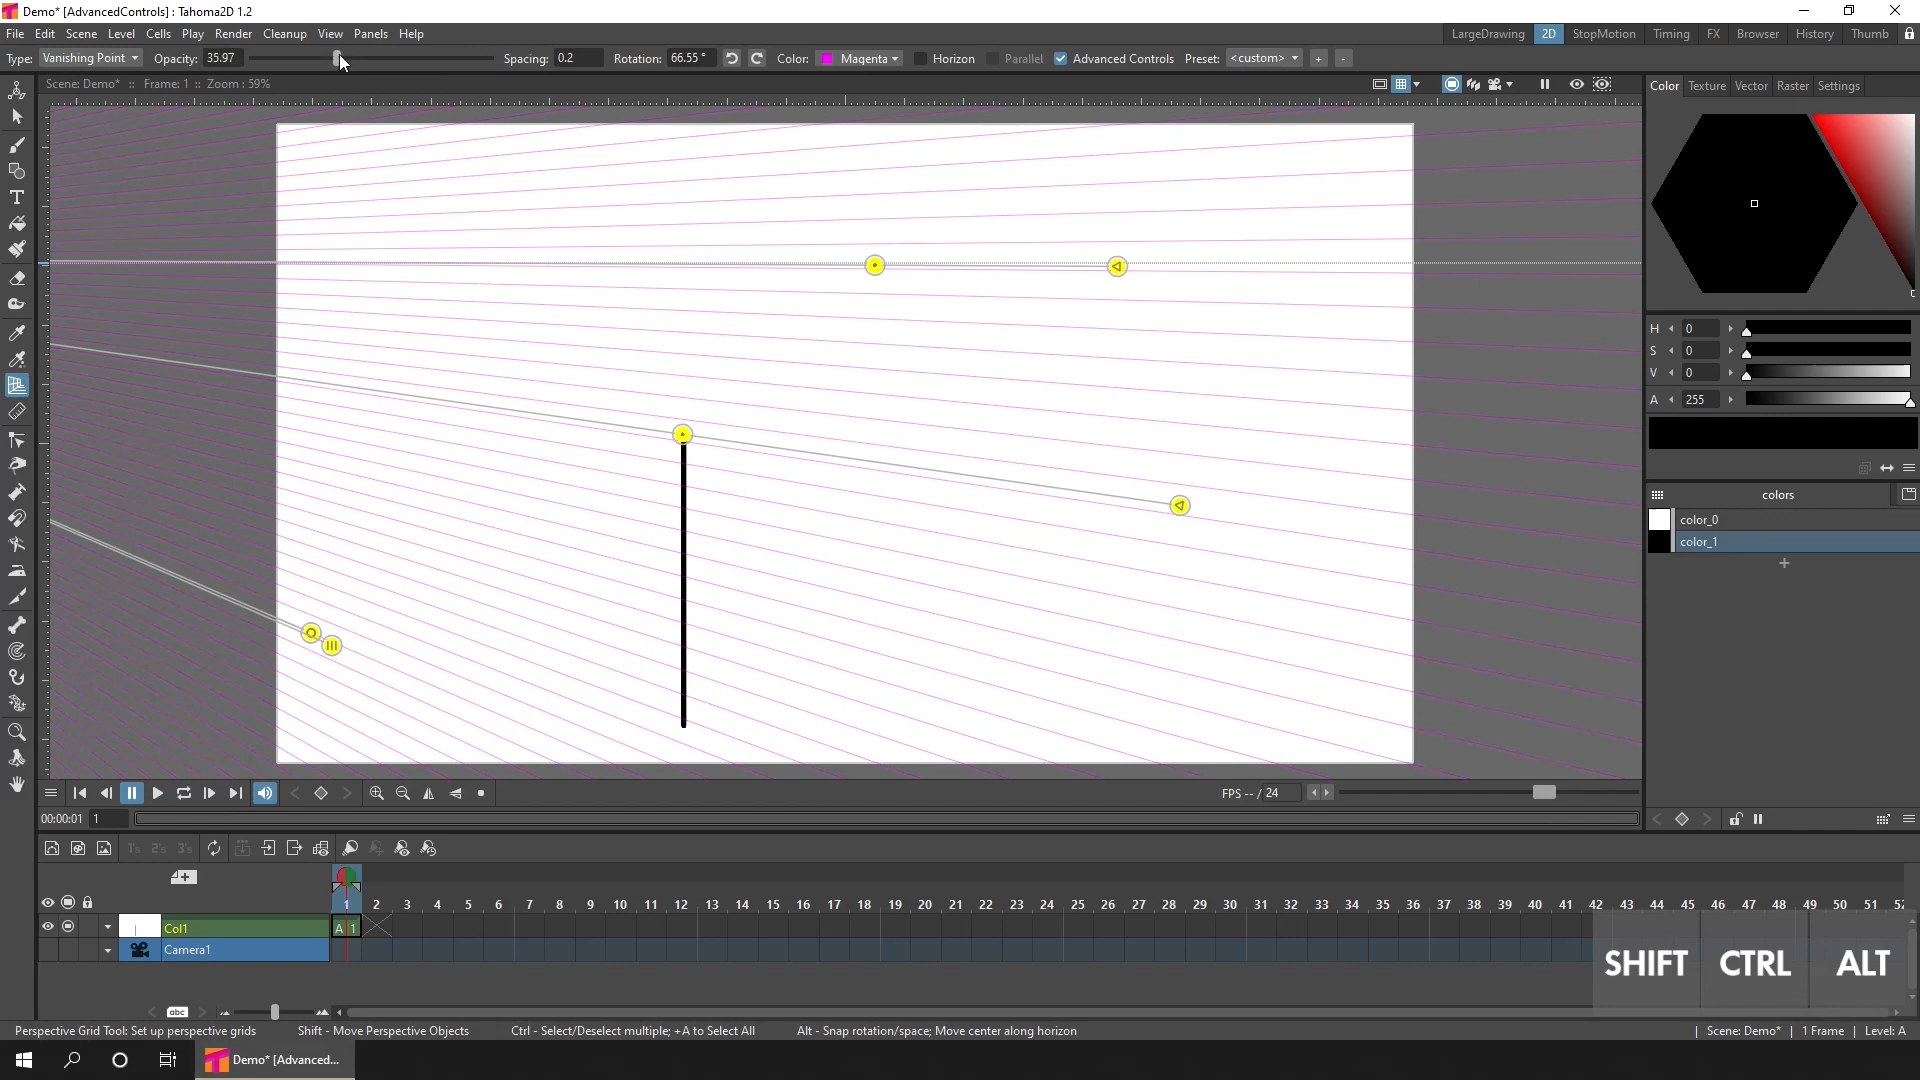 Demo* [AdvancedControls] : Tahoma2D 1.2
File Edit Scene Level Cells Play Render Cleanup View Panels Help
LargeDrawing 2D StopMotion Timing FX Browser History Thumb
Type: Vanishing Point Opacity: 35.97 Spacing: 0.2 Rotation: 66.55 ° Color: Magenta Horizon Parallel Advanced Controls Preset: <custom> + -
Scene: Demo* :: Frame: 1 :: Zoom : 59%
Color Texture Vector Raster Settings
H 0
S 0
V 0
A 255
colors
color_0
color_1
FPS -- / 24
00:00:01 1
1's 2's 3's
1 2 3 4 5 6 7 8 9 10 11 12 13 14 15 16 17 18 19 20 21 22 23 24 25 26 27 28 29 30 31 32 33 34 35 36 37 38 39 40 41 42 43 44 45 46 47 48 49 50 51
Col1 A 1
Camera1
SHIFT CTRL ALT
abc
Perspective Grid Tool: Set up perspective grids Shift - Move Perspective Objects Ctrl - Select/Deselect multiple; +A to Select All Alt - Snap rotation/space; Move center along horizon | Scene: Demo* | 1 Frame | Level: A
Demo* [Advanced...